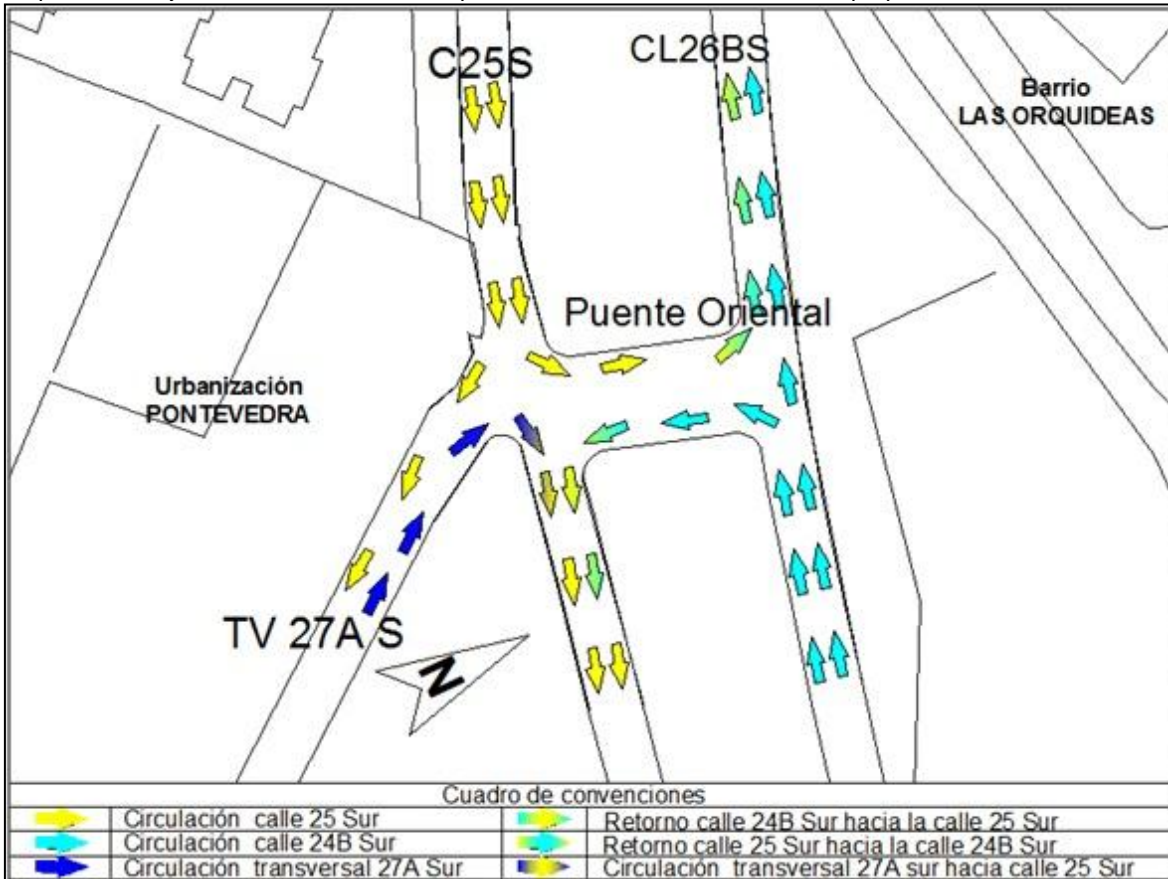 C25S
CL26BS
Barrio
LAS ORQUIDEAS
Puente Oriental
Urbanización
PONTEVEDRA
TV 27A S
N
Cuadro de convenciones
Circulación calle 25 Sur
Retorno calle 24B Sur hacia la calle 25 Sur
Circulación calle 24B Sur
Retorno calle 25 Sur hacia la calle 24B Sur
Circulación transversal 27A Sur
Circulación transversal 27A sur hacia calle 25 Sur